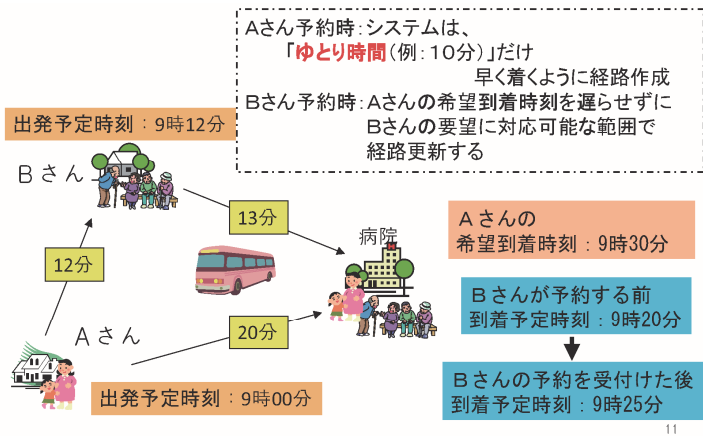 Aさん予約時：システムは、
「ゆとり時間（例：１０分）」だけ
早く着くように経路作成
Bさん予約時：Aさんの希望到着時刻を遅らせずに
Bさんの要望に対応可能な範囲で
経路更新する
出発予定時刻：9時12分
Bさん
13分
病院
12分
Aさんの
希望到着時刻：9時30分
Bさんが予約する前
到着予定時刻：9時20分
Aさん
20分
Bさんの予約を受付けた後
到着予定時刻：9時25分
出発予定時刻：9時00分
11